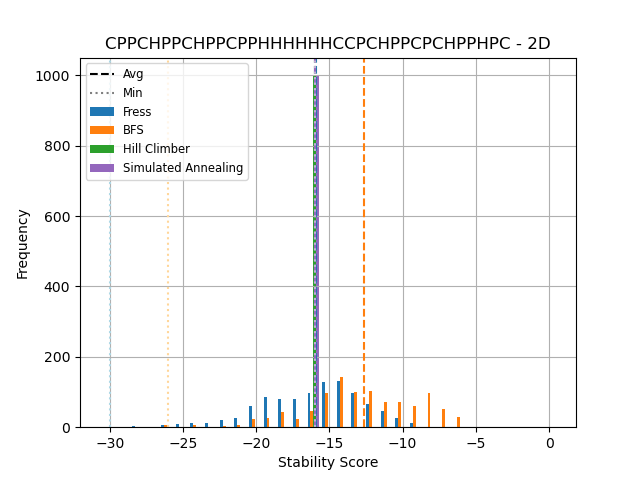 CPPCHPPCHPPCPPHHHHHHCCPCHPPCPCHPPHPC - 2D
Avg
Min
Fress
BFS
Hill Climber
Simulated Annealing
Frequency
1000
800
600
400
200
0
−30
−25
−20
−15
−10
−5
0
Stability Score